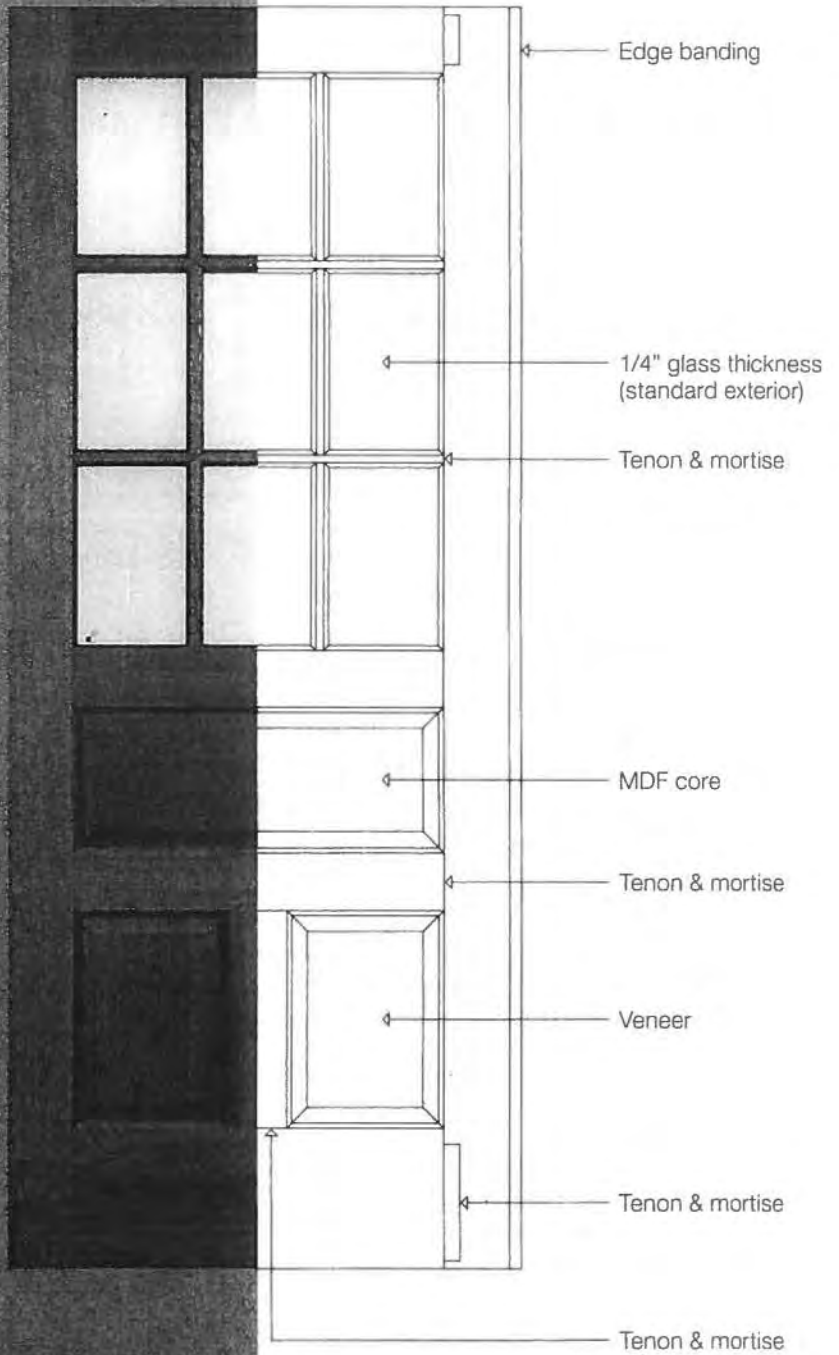 Edge banding
1/4" glass thickness
(standard exterior)
Tenon & mortise
MDF core
Tenon & mortise
Veneer
Tenon & mortise
Tenon & mortise